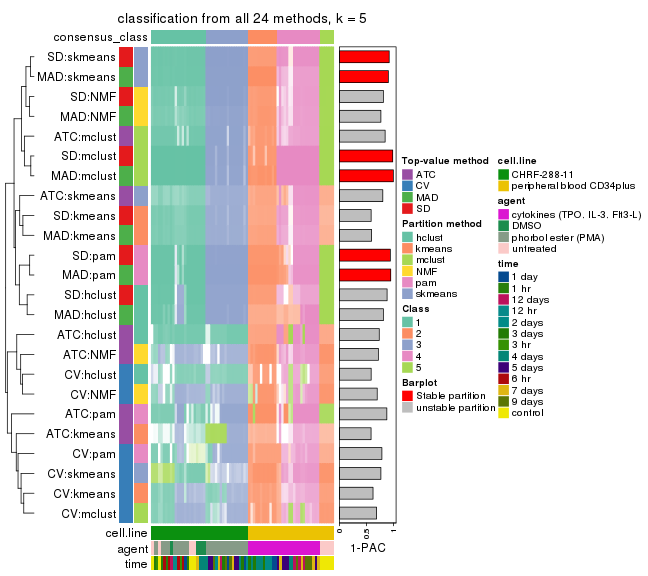 classification from all 24 methods, k = 5
consensus_class
SD:skmeans
MAD:skmeans
SD:NMF
MAD:NMF
ATC:mclust
SD:mclust
MAD:mclust
ATC:skmeans
SD:kmeans
MAD:kmeans
SD:pam
MAD:pam
SD:hclust
MAD:hclust
ATC:hclust
ATC:NMF
CV:hclust
CV:NMF
ATC:pam
ATC:kmeans
CV:pam
CV:skmeans
CV:kmeans
CV:mclust
cell.line
agent
time
0
0.5
1
1-PAC
Top-value method
ATC
CV
MAD
SD
Partition method
hclust
kmeans
mclust
NMF
pam
skmeans
Class
1
2
3
4
5
Barplot
Stable partition
unstable partition
cell.line
CHRF-288-11
peripheral blood CD34plus
agent
cytokines (TPO, IL-3, Flt3-L)
DMSO
phorbol ester (PMA)
untreated
time
1 day
1 hr
12 days
12 hr
2 days
3 days
3 hr
4 days
5 days
6 hr
7 days
9 days
control